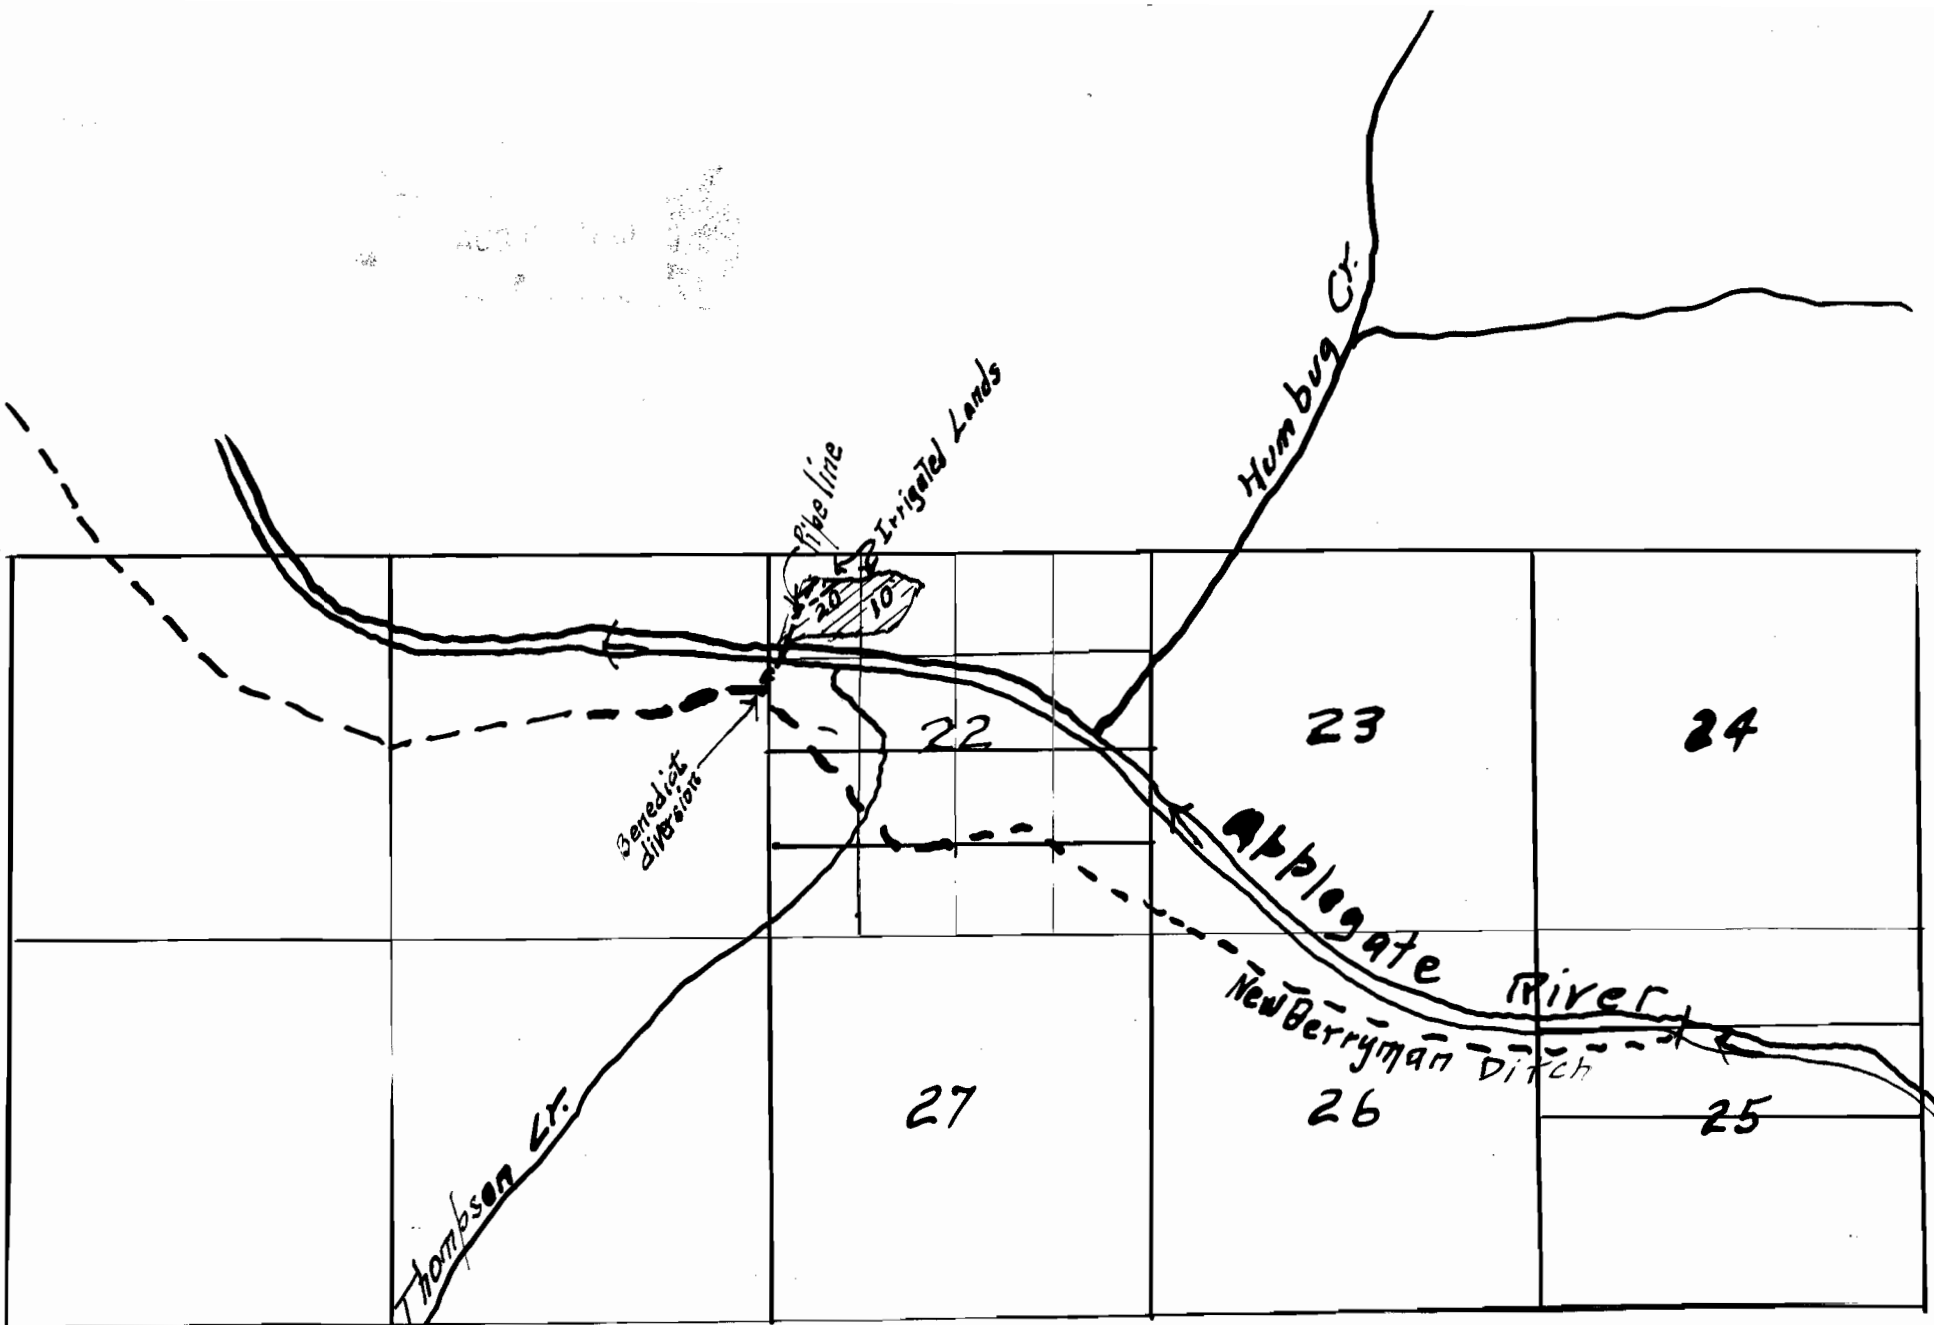 Humbug Cr.
Pipe line
Irrigated Lands
20
10
22
23
24
Benedict
diversion
applegate
River
New Berryman Ditch
27
26
25
Thompson Cr.